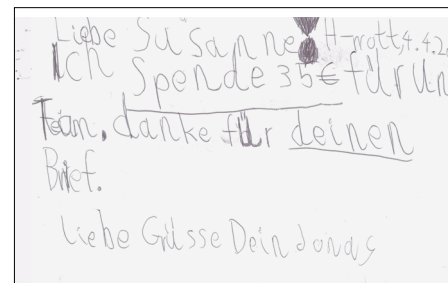 Liebe Susanne! H-rott, 4.4.2
Ich Spende 35€ für un
Team. danke für deinen
Brief.
Liebe Grüsse Dein Jonas